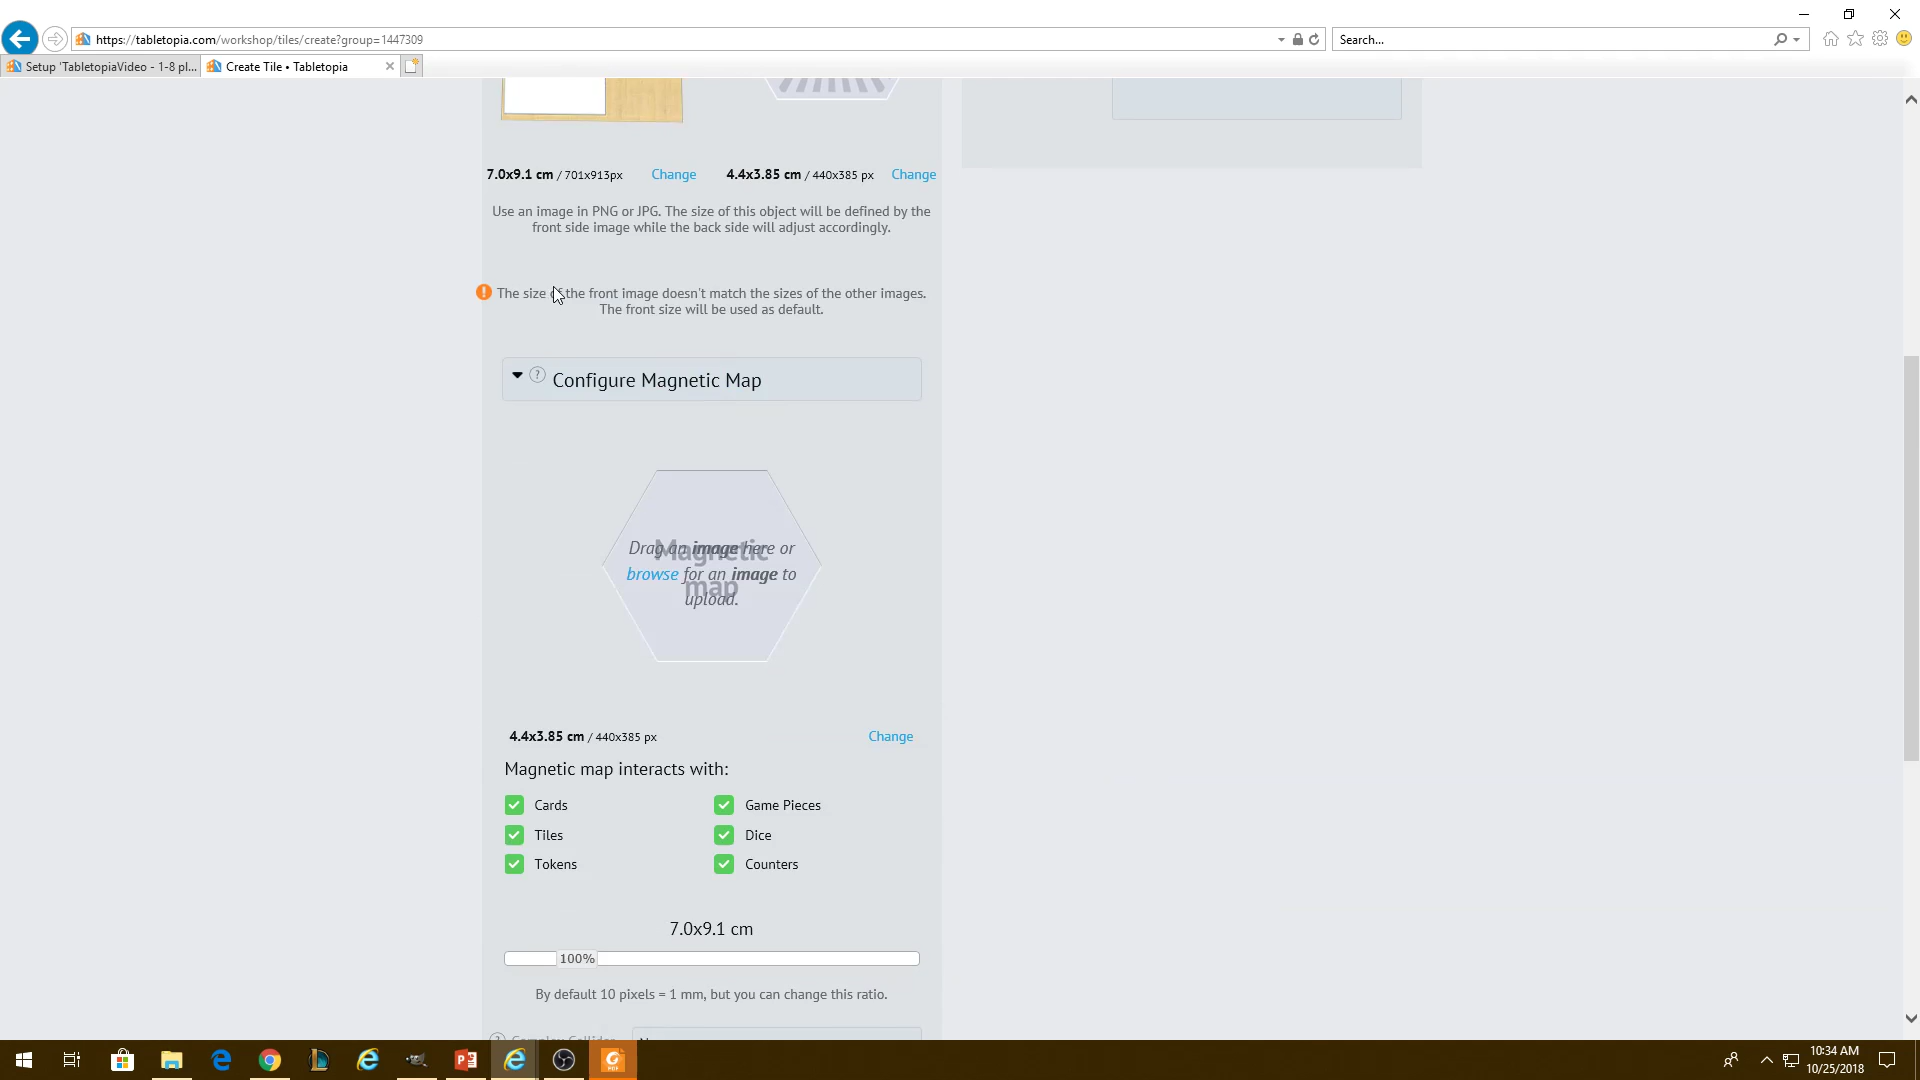 https://tabletopia.com/workshop/tiles/create?group=1447309
Search...
Setup 'TabletopiaVideo - 1-8 pl...
Create Tile • Tabletopia
7.0x9.1 cm / 701x913px
Change
4.4x3.85 cm / 440x385 px
Change
Use an image in PNG or JPG. The size of this object will be defined by the
front side image while the back side will adjust accordingly.
The size of the front image doesn't match the sizes of the other images.
The front size will be used as default.
? Configure Magnetic Map
Magnetic
map
Drag an image here or
browse for an image to
upload.
4.4x3.85 cm / 440x385 px
Change
Magnetic map interacts with:
Cards
Game Pieces
Tiles
Dice
Tokens
Counters
7.0x9.1 cm
100%
By default 10 pixels = 1 mm, but you can change this ratio.
10:34 AM
10/25/2018